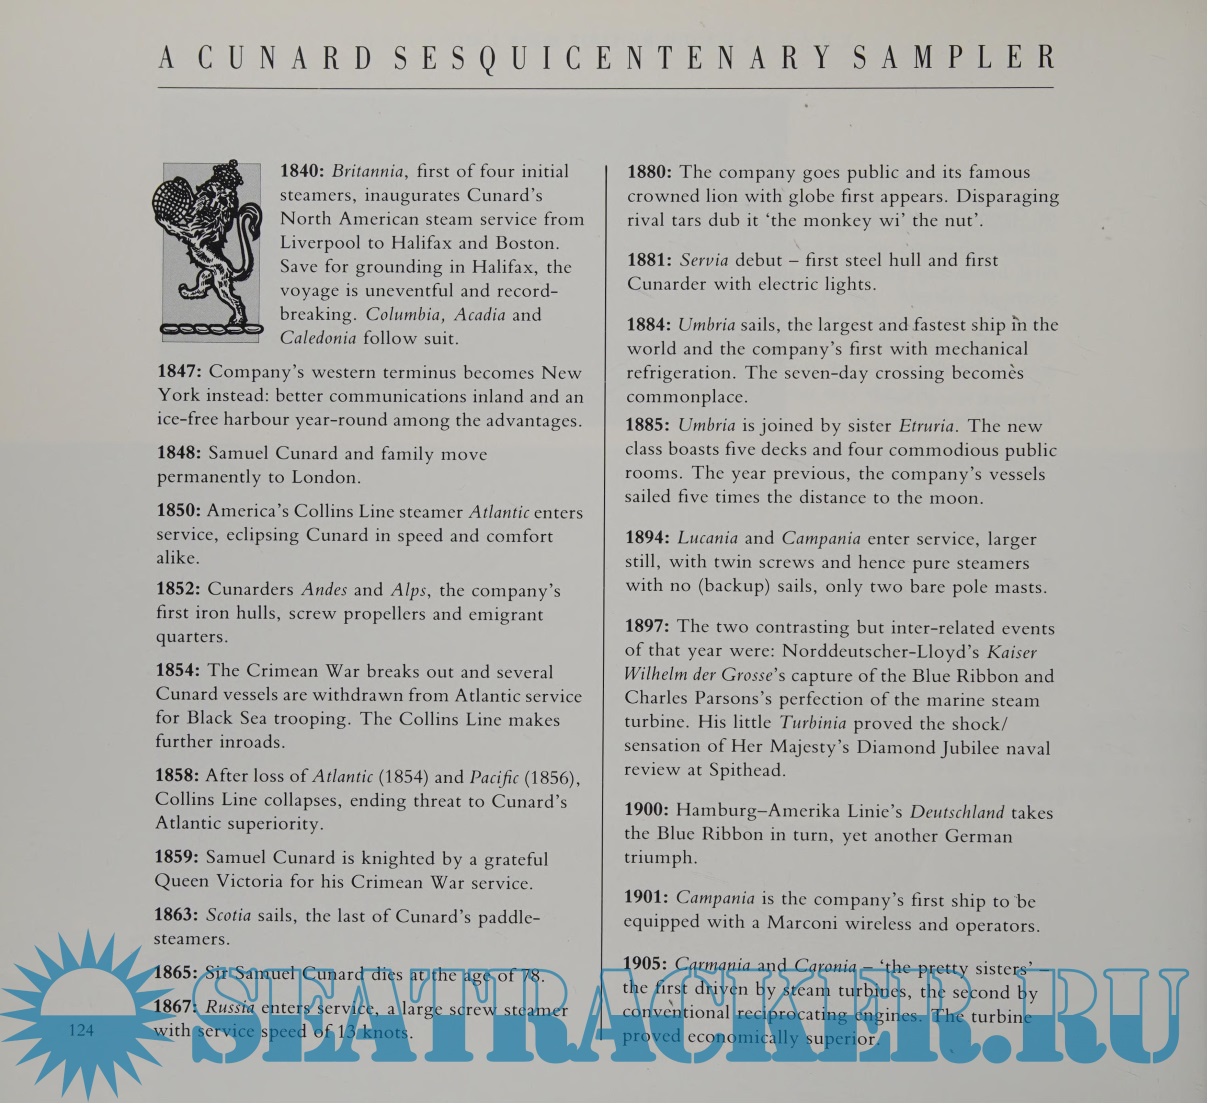 A CUNARD SESQUICENTENARY SAMPLER
1840: Britannia, first of four initial
steamers, inaugurates Cunard's
North American steam service from
Liverpool to Halifax and Boston.
Save for grounding in Halifax, the
voyage is uneventful and record-
breaking. Columbia, Acadia and
Caledonia follow suit.
1847: Company's western terminus becomes New
York instead: better communications inland and an
ice-free harbour year-round among the advantages.
1848: Samuel Cunard and family move
permanently to London.
1850: America's Collins Line steamer Atlantic enters
service, eclipsing Cunard in speed and comfort
alike.
1852: Cunarders Andes and Alps, the company's
first iron hulls, screw propellers and emigrant
quarters.
1854: The Crimean War breaks out and several
Cunard vessels are withdrawn from Atlantic service
for Black Sea trooping. The Collins Line makes
further inroads.
1858: After loss of Atlantic (1854) and Pacific (1856),
Collins Line collapses, ending threat to Cunard's
Atlantic superiority.
1859: Samuel Cunard is knighted by a grateful
Queen Victoria for his Crimean War service.
1863: Scotia sails, the last of Cunard's paddle-
steamers.
1865: Sir Samuel Cunard dies at the age of 78.
1867: Russia enters service, a large screw steamer
with service speed of 13 knots.
1880: The company goes public and its famous
crowned lion with globe first appears. Disparaging
rival tars dub it 'the monkey wi' the nut'.
1881: Servia debut – first steel hull and first
Cunarder with electric lights.
1884: Umbria sails, the largest and fastest ship in the
world and the company's first with mechanical
refrigeration. The seven-day crossing becomes
commonplace.
1885: Umbria is joined by sister Etruria. The new
class boasts five decks and four commodious public
rooms. The year previous, the company's vessels
sailed five times the distance to the moon.
1894: Lucania and Campania enter service, larger
still, with twin screws and hence pure steamers
with no (backup) sails, only two bare pole masts.
1897: The two contrasting but inter-related events
of that year were: Norddeutscher-Lloyd's Kaiser
Wilhelm der Grosse's capture of the Blue Ribbon and
Charles Parsons's perfection of the marine steam
turbine. His little Turbinia proved the shock/
sensation of Her Majesty's Diamond Jubilee naval
review at Spithead.
1900: Hamburg–Amerika Linie's Deutschland takes
the Blue Ribbon in turn, yet another German
triumph.
1901: Campania is the company's first ship to be
equipped with a Marconi wireless and operators.
1905: Carmania and Caronia – 'the pretty sisters' –
the first driven by steam turbines, the second by
conventional reciprocating engines. The turbine
proved economically superior.
124
SEATRACKER.RU